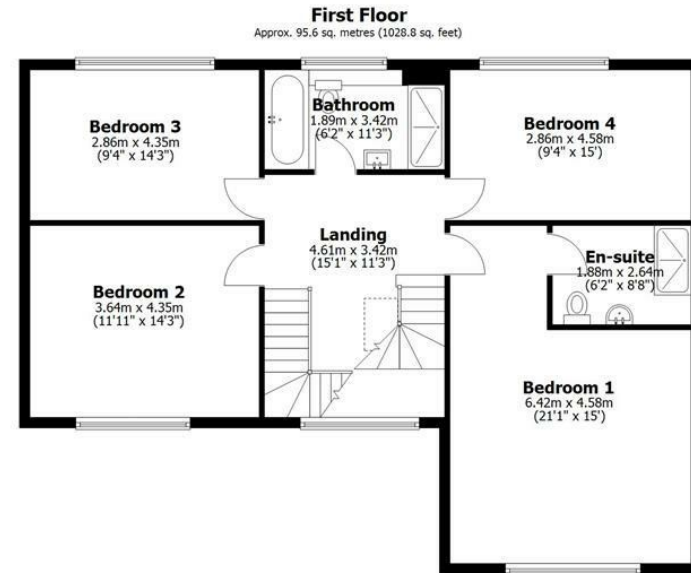 First Floor
Approx. 95.6 sq. metres (1028.8 sq. feet)
Bedroom 3
2.86m x 4.35m
(9'4" x 14'3")
Bathroom
1.89m x 3.42m
(6'2" x 11'3")
Bedroom 4
2.86m x 4.58m
(9'4" x 15')
Landing
4.61m x 3.42m
(15'1" x 11'3")
En-suite
1.88m x 2.64m
(6'2" x 8'8")
Bedroom 2
3.64m x 4.35m
(11'11" x 14'3")
Bedroom 1
6.42m x 4.58m
(21'1" x 15')